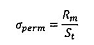 σ_perm = R_m / S_t